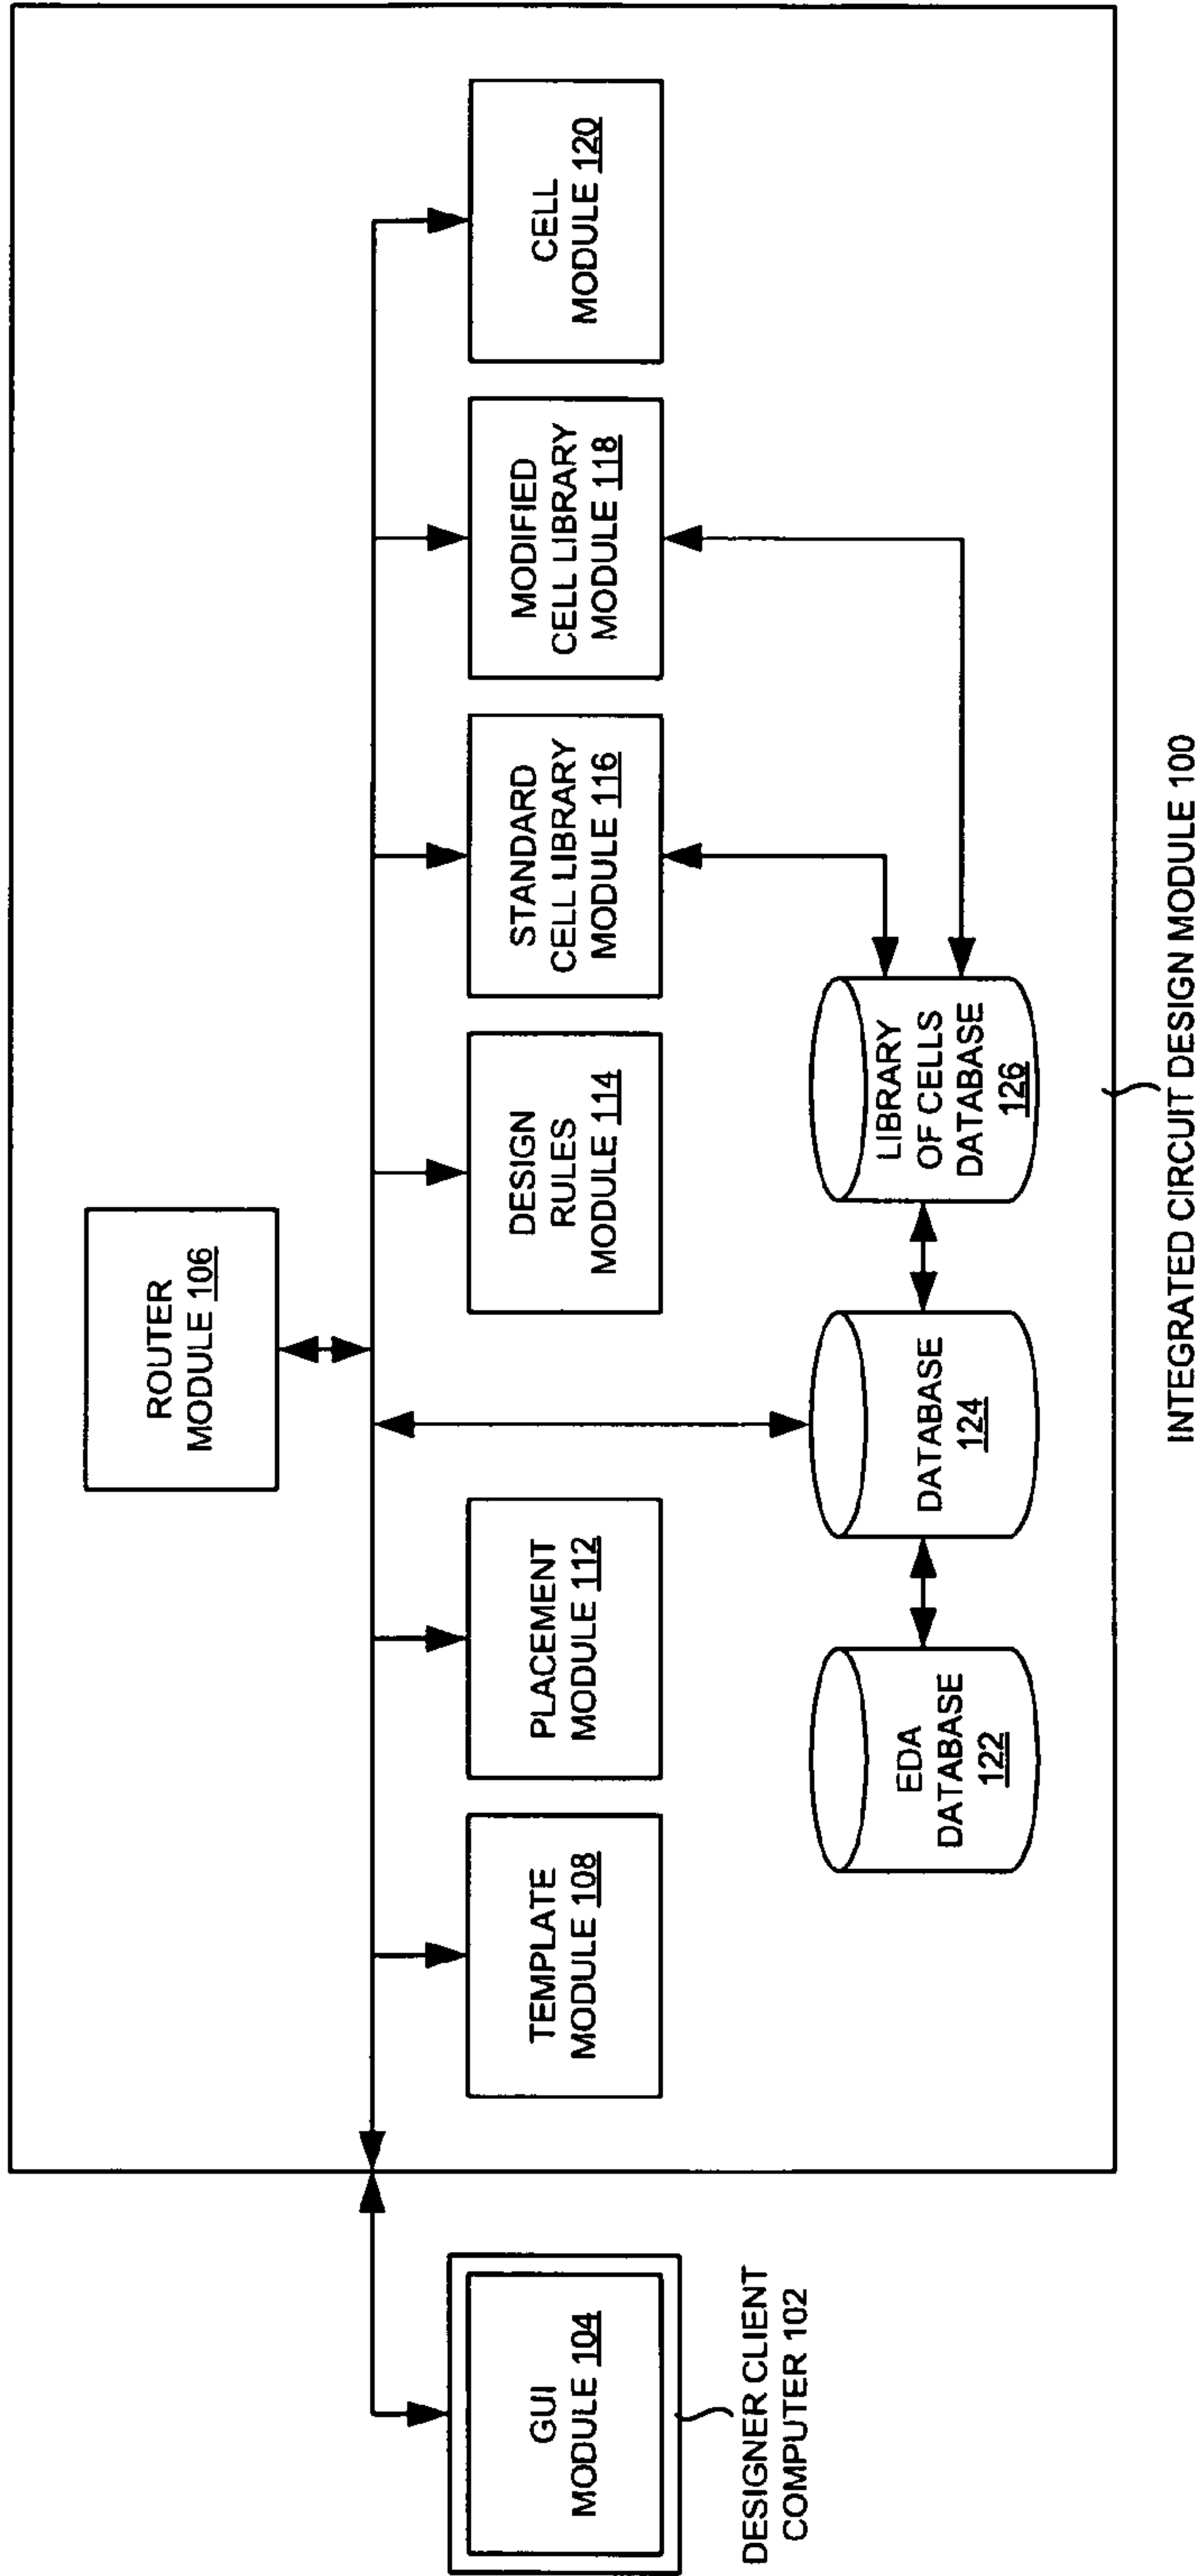 ROUTER
MODULE 106
TEMPLATE
MODULE 108
PLACEMENT
MODULE 112
DESIGN
RULES
MODULE 114
STANDARD
CELL LIBRARY
MODULE 116
MODIFIED
CELL LIBRARY
MODULE 118
CELL
MODULE 120
GUI
MODULE 104
DESIGNER CLIENT
COMPUTER 102
EDA
DATABASE
122
DATABASE
124
LIBRARY
OF CELLS
DATABASE
126
INTEGRATED CIRCUIT DESIGN MODULE 100